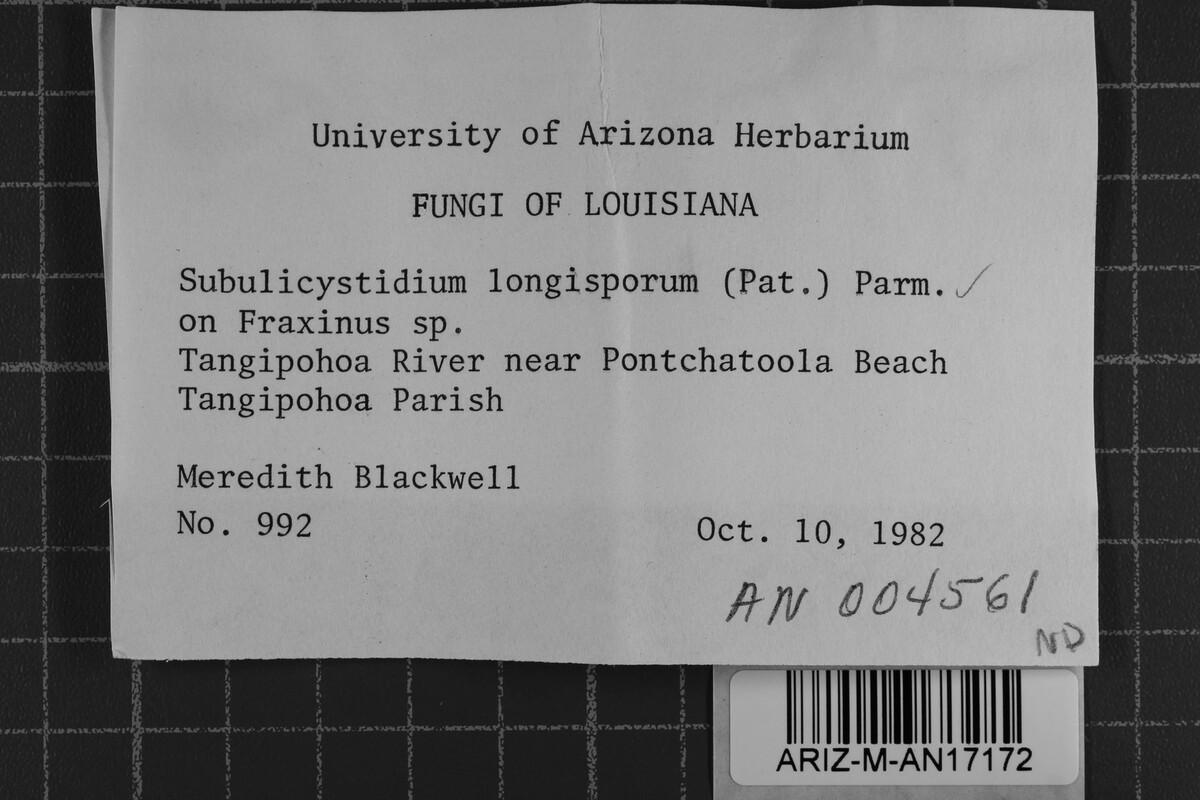 University of Arizona Herbarium
FUNGI OF LOUISIANA
Subulicystidium longisporum (Pat.) Parm. ✓
on Fraxinus sp.
Tangipohoa River near Pontchatoola Beach
Tangipohoa Parish
Meredith Blackwell
No. 992 Oct. 10, 1982
AN 004561
ND
ARIZ-M-AN17172